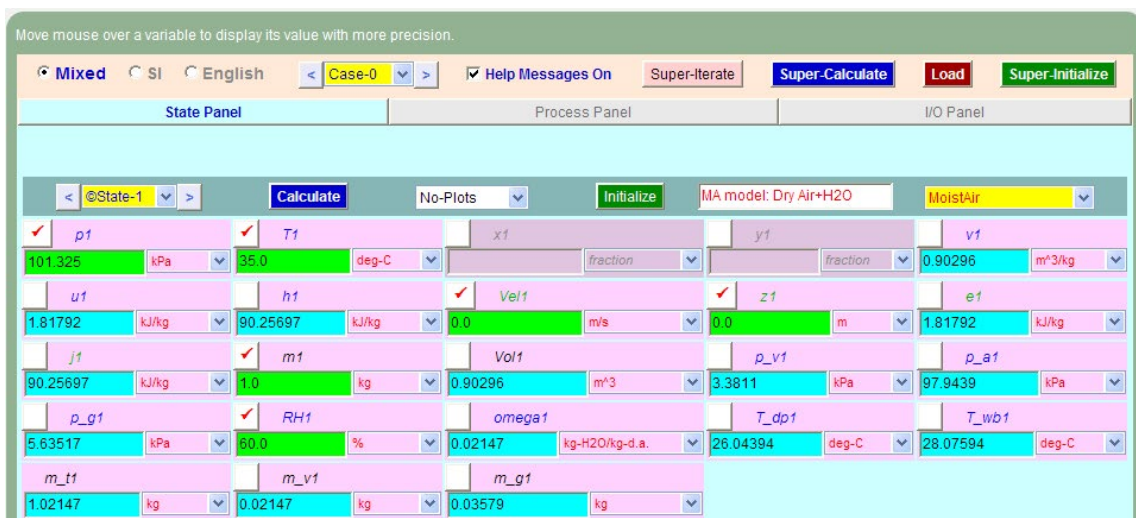 Move mouse over a variable to display its value with more precision.
Mixed SI English < Case-0 > Help Messages On Super-Iterate Super-Calculate Load Super-Initialize
State Panel Process Panel I/O Panel
< ©State-1 > Calculate No-Plots Initialize MA model: Dry Air+H2O MoistAir
p1 T1 x1 y1 v1
101.325 kPa 35.0 deg-C fraction fraction 0.90296 m^3/kg
u1 h1 Vel1 z1 e1
1.81792 kJ/kg 90.25697 kJ/kg 0.0 m/s 0.0 m 1.81792 kJ/kg
j1 m1 Vol1 p_v1 p_a1
90.25697 kJ/kg 1.0 kg 0.90296 m^3 3.3811 kPa 97.9439 kPa
p_g1 RH1 omega1 T_dp1 T_wb1
5.63517 kPa 60.0 % 0.02147 kg-H2O/kg-d.a. 26.04394 deg-C 28.07594 deg-C
m_t1 m_v1 m_g1
1.02147 kg 0.02147 kg 0.03579 kg